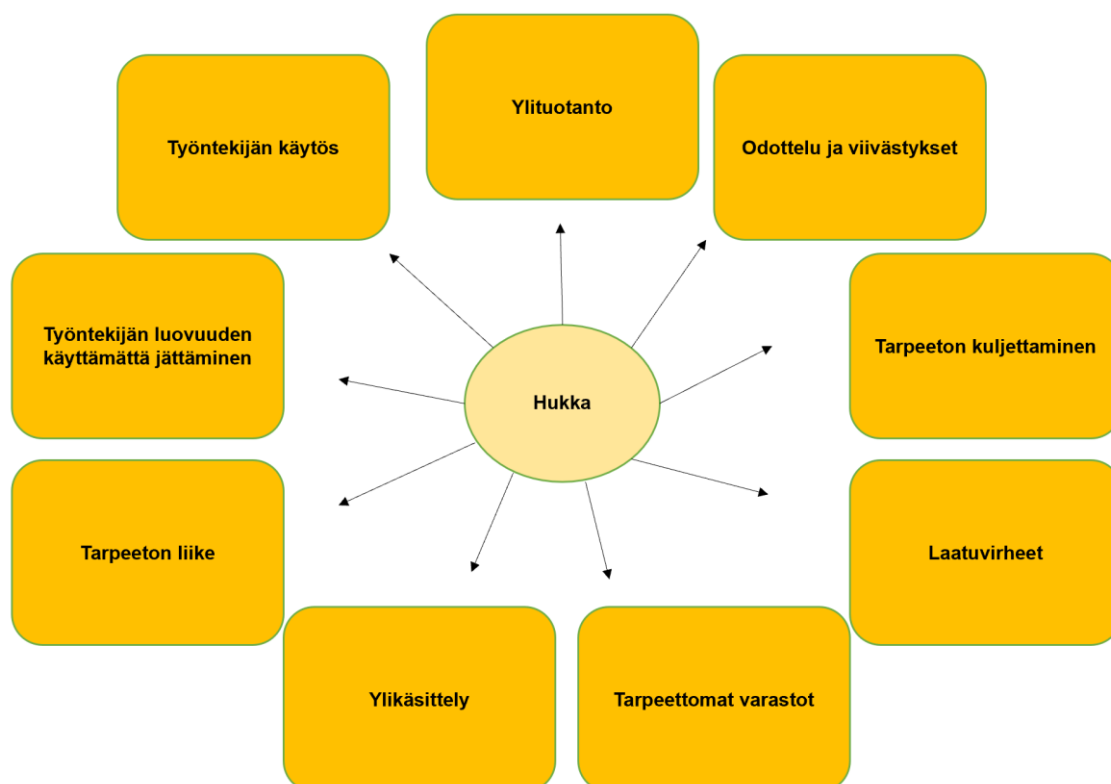 Ylituotanto
Työntekijän käytös
Odottelu ja viivästykset
Työntekijän luovuuden
käyttämättä jättäminen
Tarpeeton kuljettaminen
Hukka
Tarpeeton liike
Laatuvirheet
Ylikäsittely
Tarpeettomat varastot